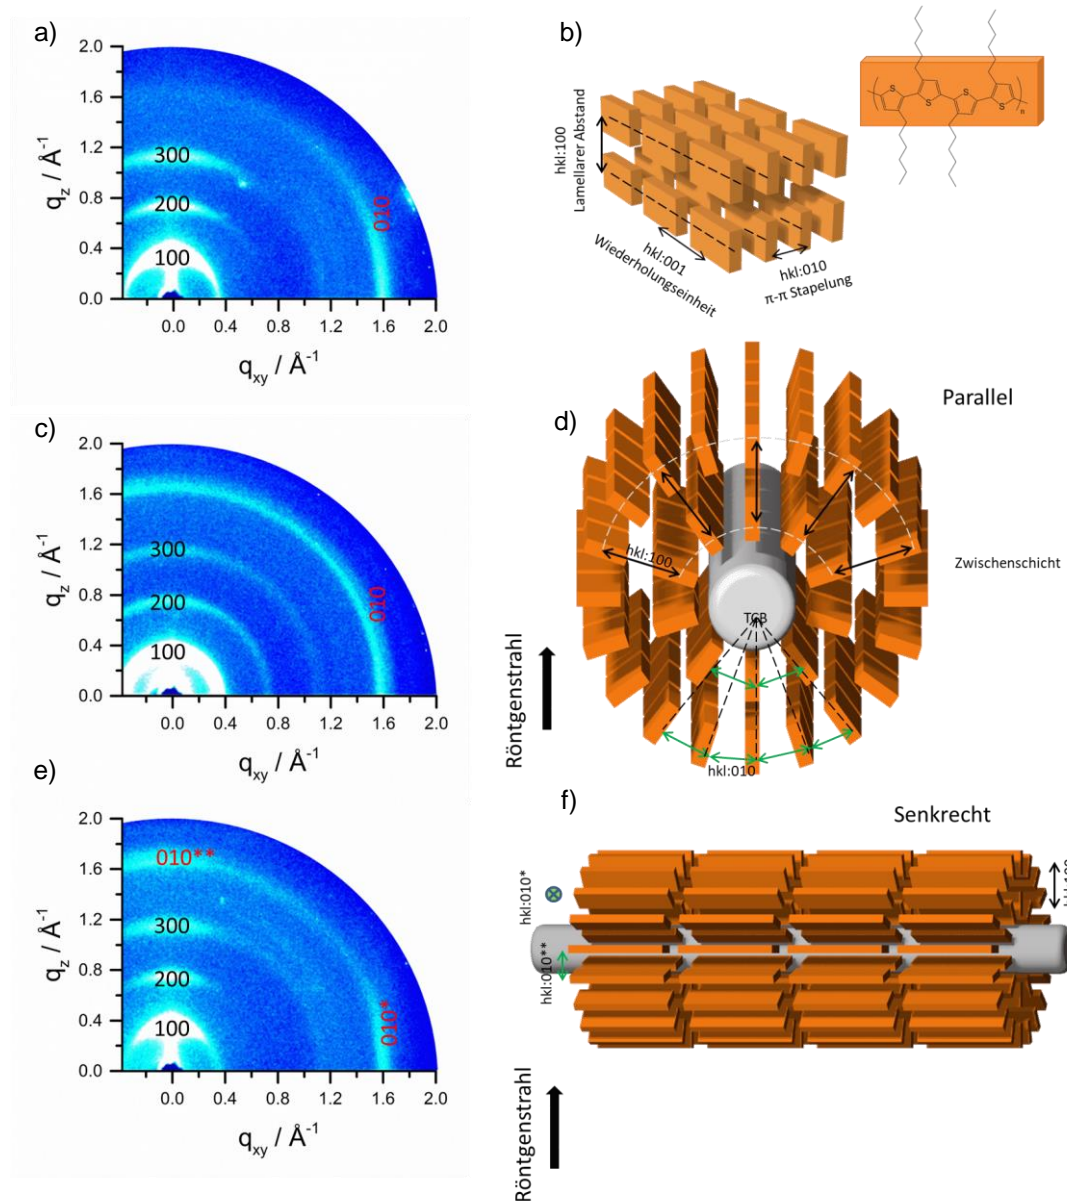 a)
2.0
1.6
1.2
0.8
0.4
0.0
q_z / Å⁻¹
300
200
100
010
0.0 0.4 0.8 1.2 1.6 2.0
q_xy / Å⁻¹
b)
hkl:100
Lamellarer Abstand
hkl:001
Wiederholungseinheit
hkl:010
π-π Stapelung
S S S S
n
c)
2.0
1.6
1.2
0.8
0.4
0.0
q_z / Å⁻¹
300
200
100
010
0.0 0.4 0.8 1.2 1.6 2.0
q_xy / Å⁻¹
d)
Parallel
hkl:100
Zwischenschicht
TCB
hkl:010
Röntgenstrahl
e)
2.0
1.6
1.2
0.8
0.4
0.0
q_z / Å⁻¹
010**
300
200
100
010*
0.0 0.4 0.8 1.2 1.6 2.0
q_xy / Å⁻¹
f)
Senkrecht
hkl:010*
hkl:010**
hkl:100
Röntgenstrahl